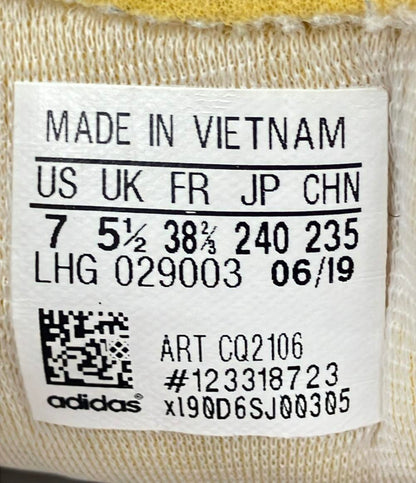 MADE IN VIETNAM
US UK FR JP CHN
7 5½ 38⅔ 240 235
LHG 029003 06/19
ART CQ2106
#123318723
adidas® xl90D6SJ00305